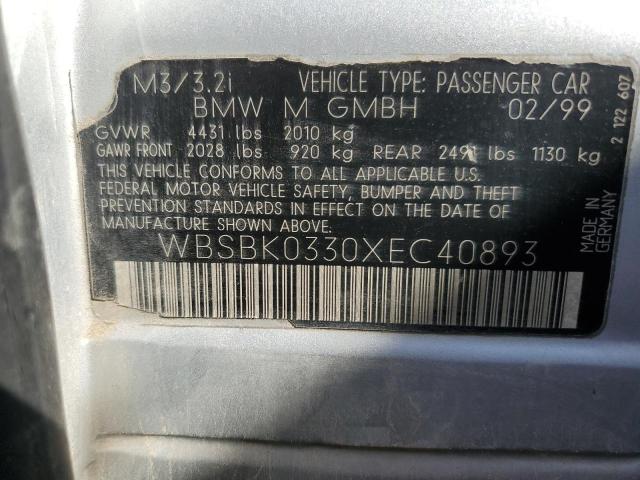 M3/3.2i VEHICLE TYPE: PASSENGER CAR
BMW M GMBH 02/99
GVWR 4431 lbs 2010 kg
GAWR FRONT 2028 lbs 920 kg REAR 2491 lbs 1130 kg
THIS VEHICLE CONFORMS TO ALL APPLICABLE U.S.
FEDERAL MOTOR VEHICLE SAFETY, BUMPER AND THEFT
PREVENTION STANDARDS IN EFFECT ON THE DATE OF
MANUFACTURE SHOWN ABOVE.
WBSBK0330XEC40893
MADE IN
GERMANY
2 122 607